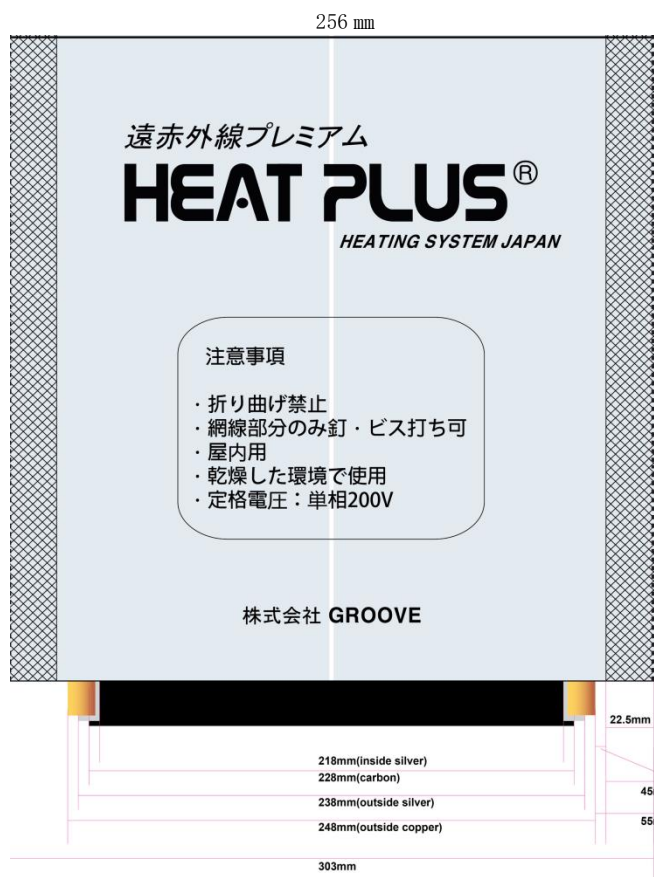 256 mm
遠赤外線プレミアム
HEAT PLUS®
HEATING SYSTEM JAPAN
注意事項
・折り曲げ禁止
・網線部分のみ釘・ビス打ち可
・屋内用
・乾燥した環境で使用
・定格電圧：単相200V
株式会社 GROOVE
22.5mm
218mm(inside silver)
228mm(carbon)
45
238mm(outside silver)
55
248mm(outside copper)
303mm